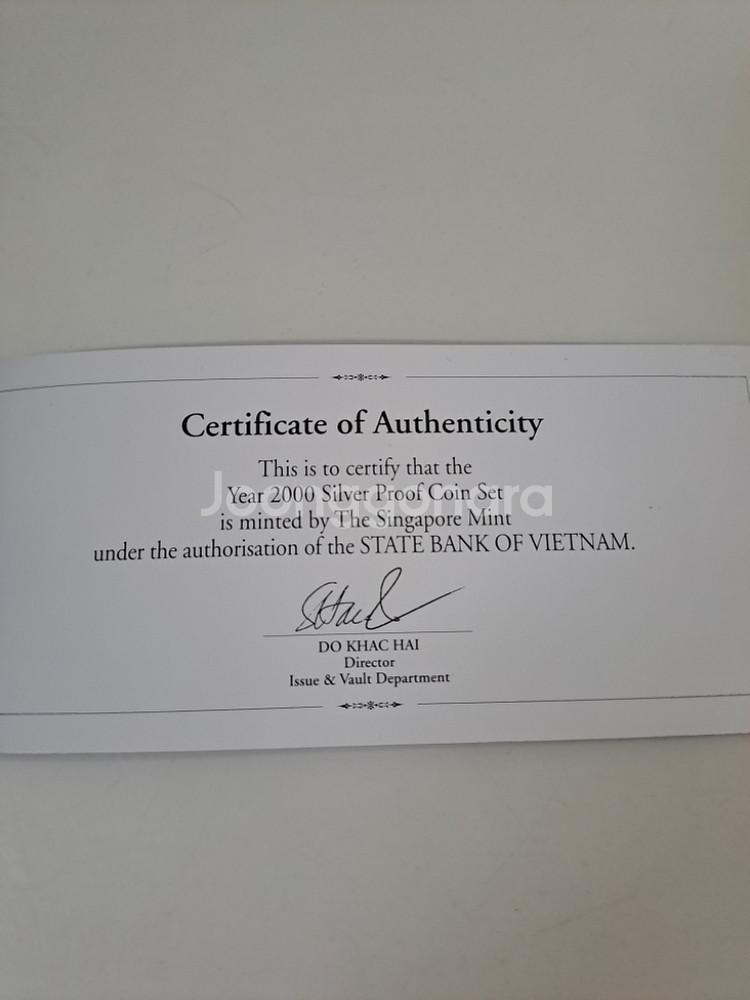 Certificate of Authenticity
This is to certify that the
Year 2000 Silver Proof Coin Set
Joonggonara
is minted by The Singapore Mint
under the authorisation of the STATE BANK OF VIETNAM.
DO KHAC HAI
Director
Issue & Vault Department